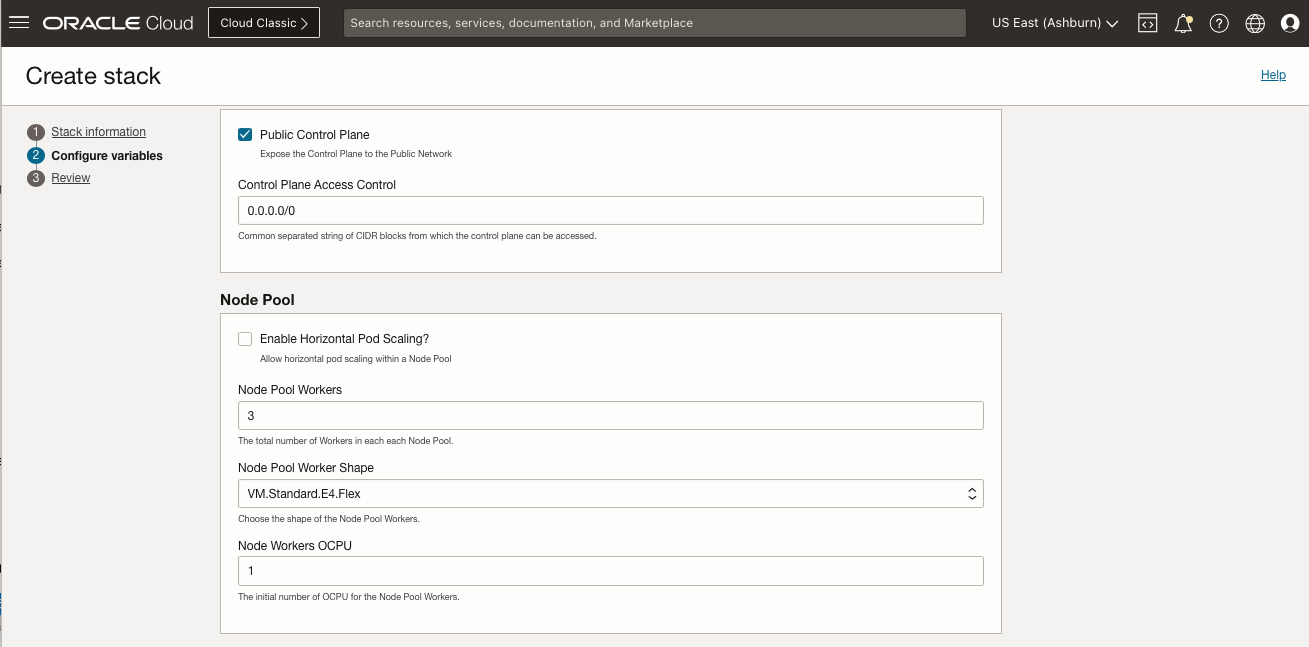 ORACLE Cloud
Cloud Classic
Search resources, services, documentation, and Marketplace
US East (Ashburn)
Create stack
Help
1 Stack information
2 Configure variables
3 Review
Public Control Plane
Expose the Control Plane to the Public Network
Control Plane Access Control
0.0.0.0/0
Common separated string of CIDR blocks from which the control plane can be accessed.
Node Pool
Enable Horizontal Pod Scaling?
Allow horizontal pod scaling within a Node Pool
Node Pool Workers
3
The total number of Workers in each each Node Pool.
Node Pool Worker Shape
VM.Standard.E4.Flex
Choose the shape of the Node Pool Workers.
Node Workers OCPU
1
The initial number of OCPU for the Node Pool Workers.